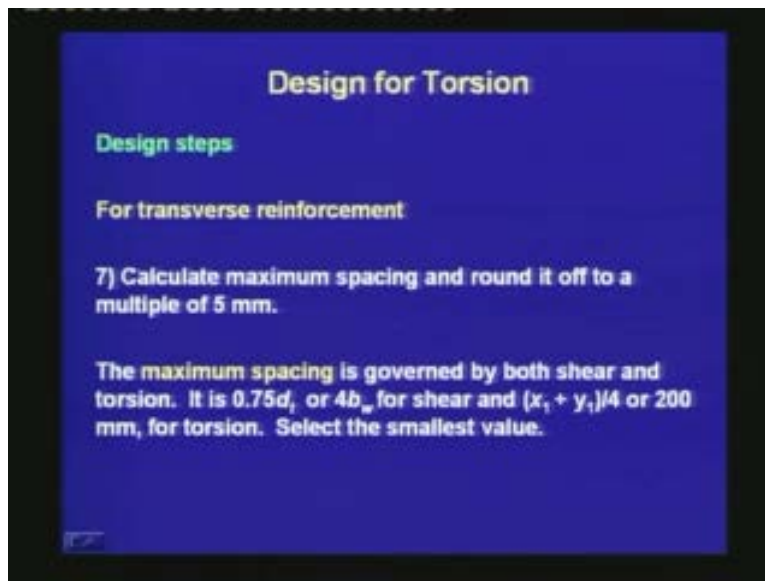 Design for Torsion
Design steps
For transverse reinforcement
7) Calculate maximum spacing and round it off to a
multiple of 5 mm.
The maximum spacing is governed by both shear and
torsion. It is 0.75dₜ or 4b_w for shear and (x₁ + y₁)/4 or 200
mm, for torsion. Select the smallest value.